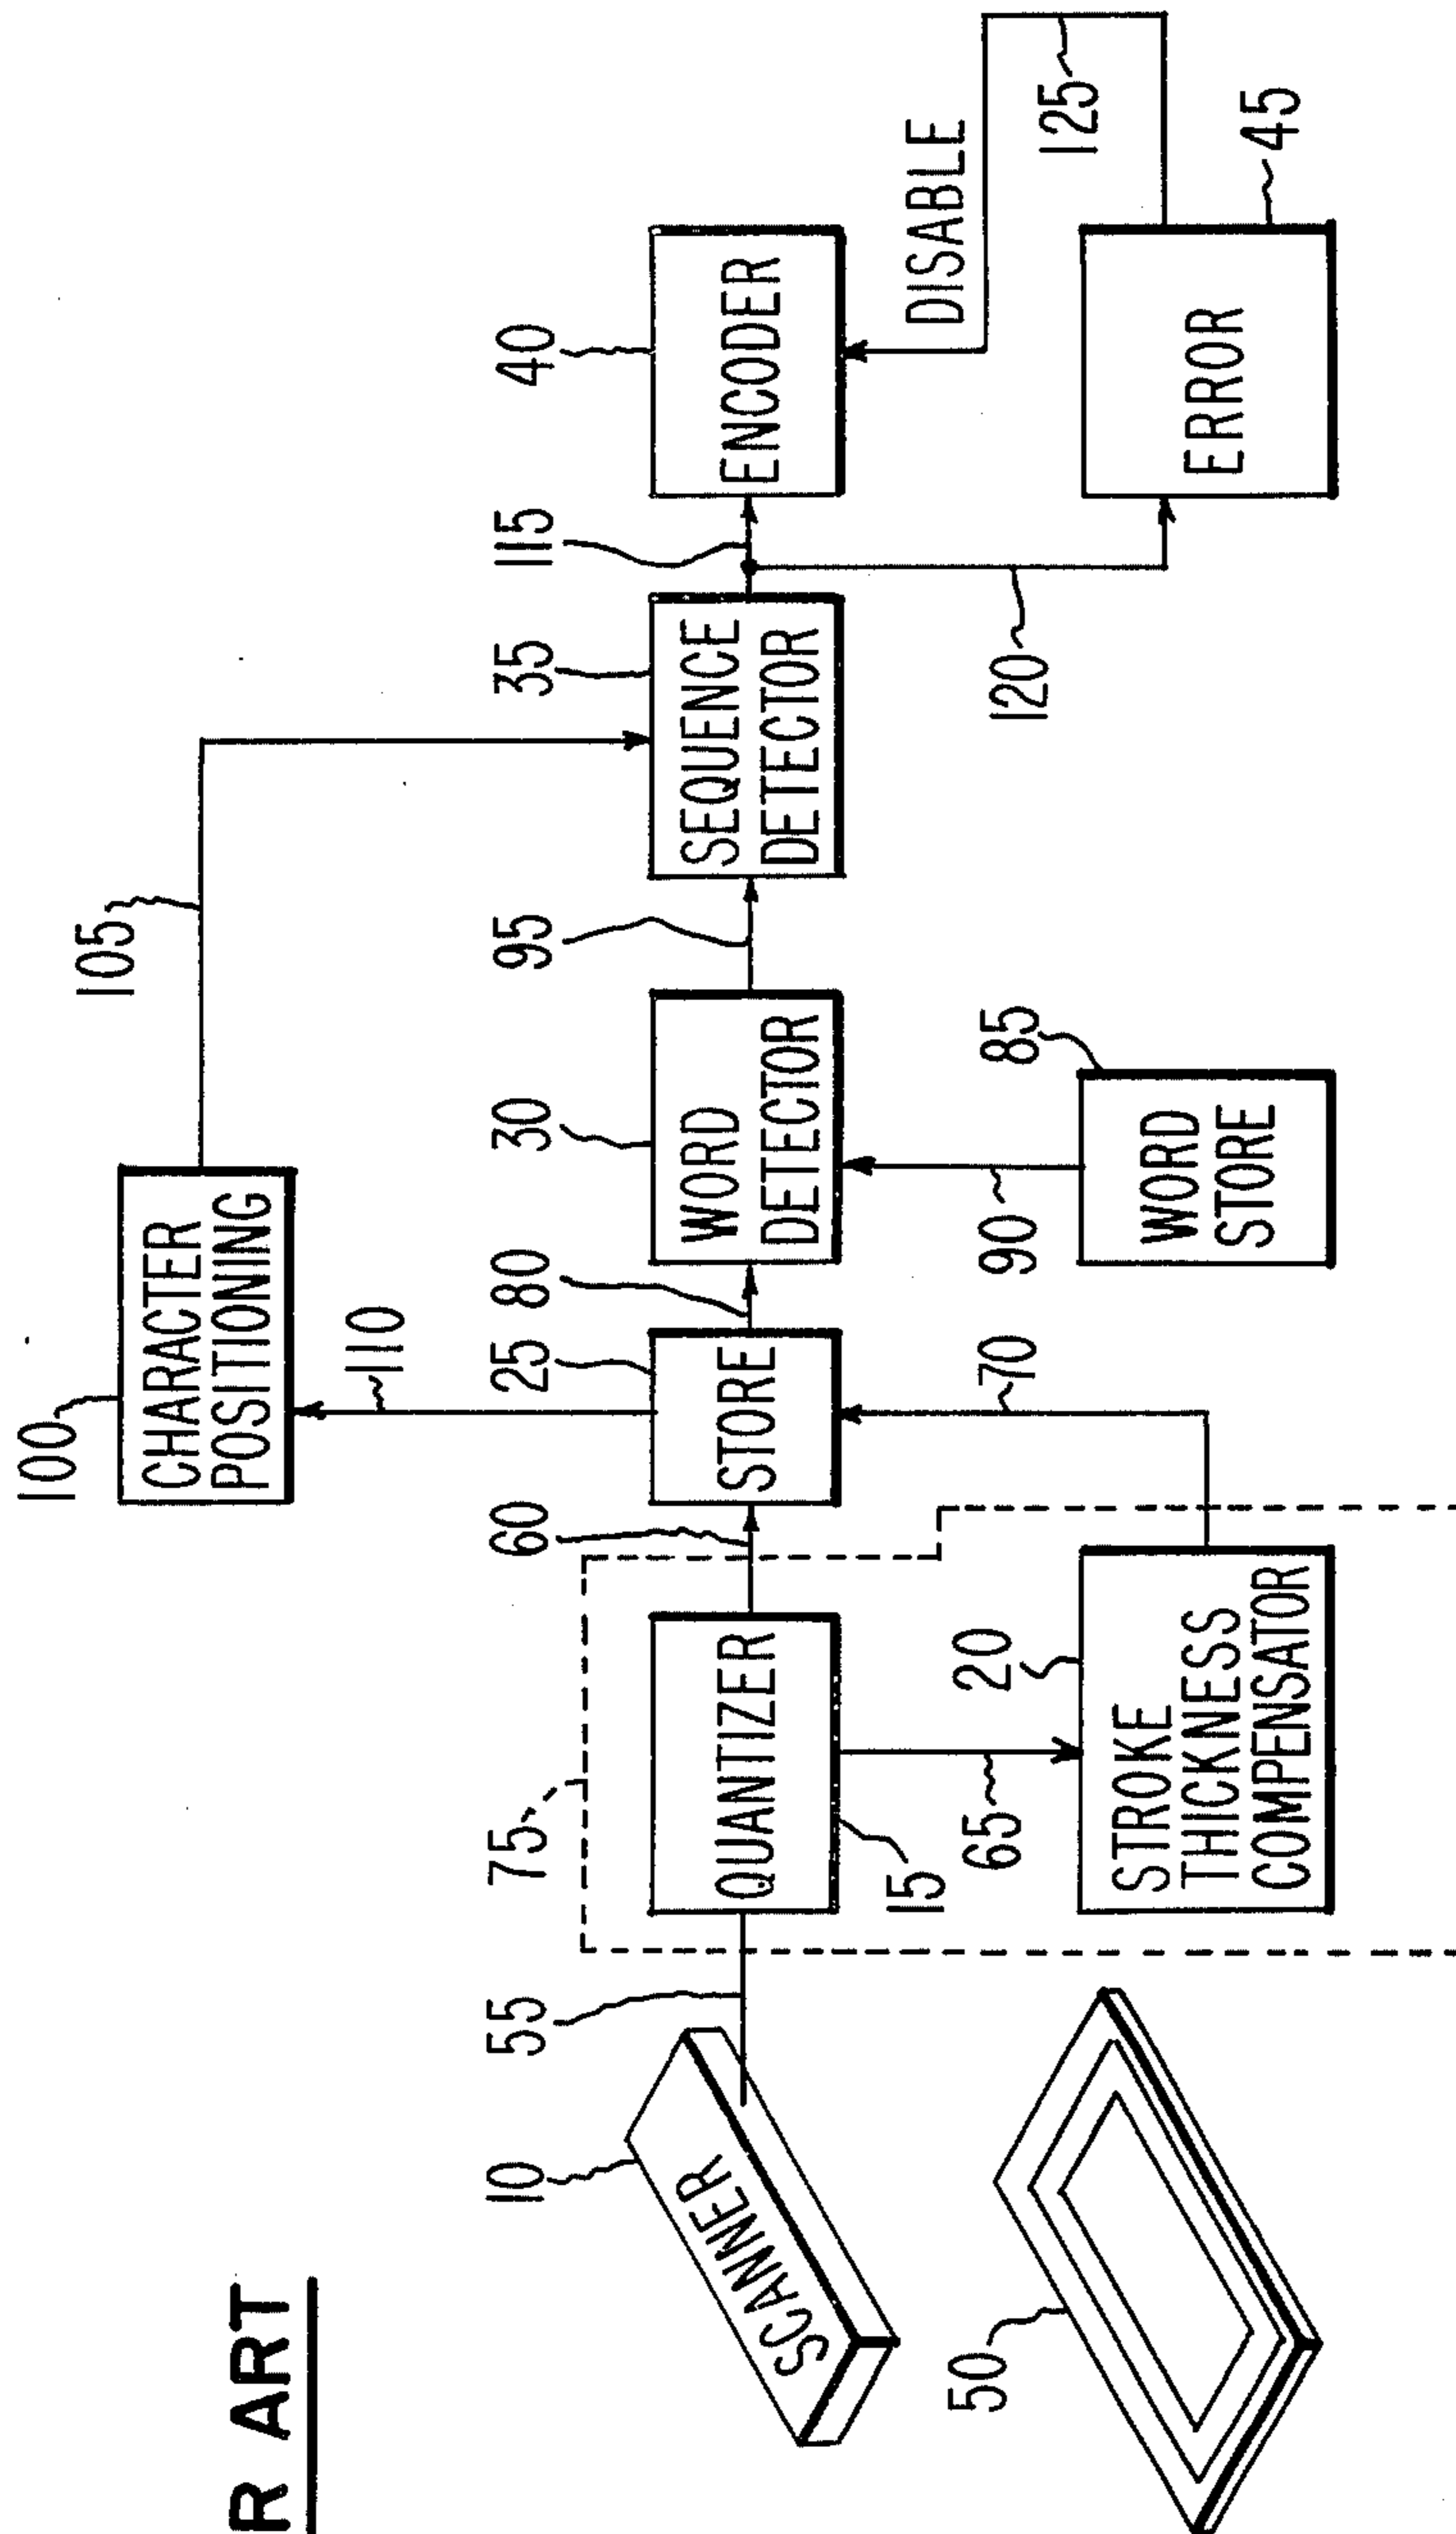 R ART
100
CHARACTER
POSITIONING
105
110
10
SCANNER
55
75
QUANTIZER
15
60
25
STORE
80
30
WORD
DETECTOR
95
35
SEQUENCE
DETECTOR
115
40
ENCODER
DISABLE
125
50
65
20
STROKE
THICKNESS
COMPENSATOR
70
90
85
WORD
STORE
120
ERROR
45